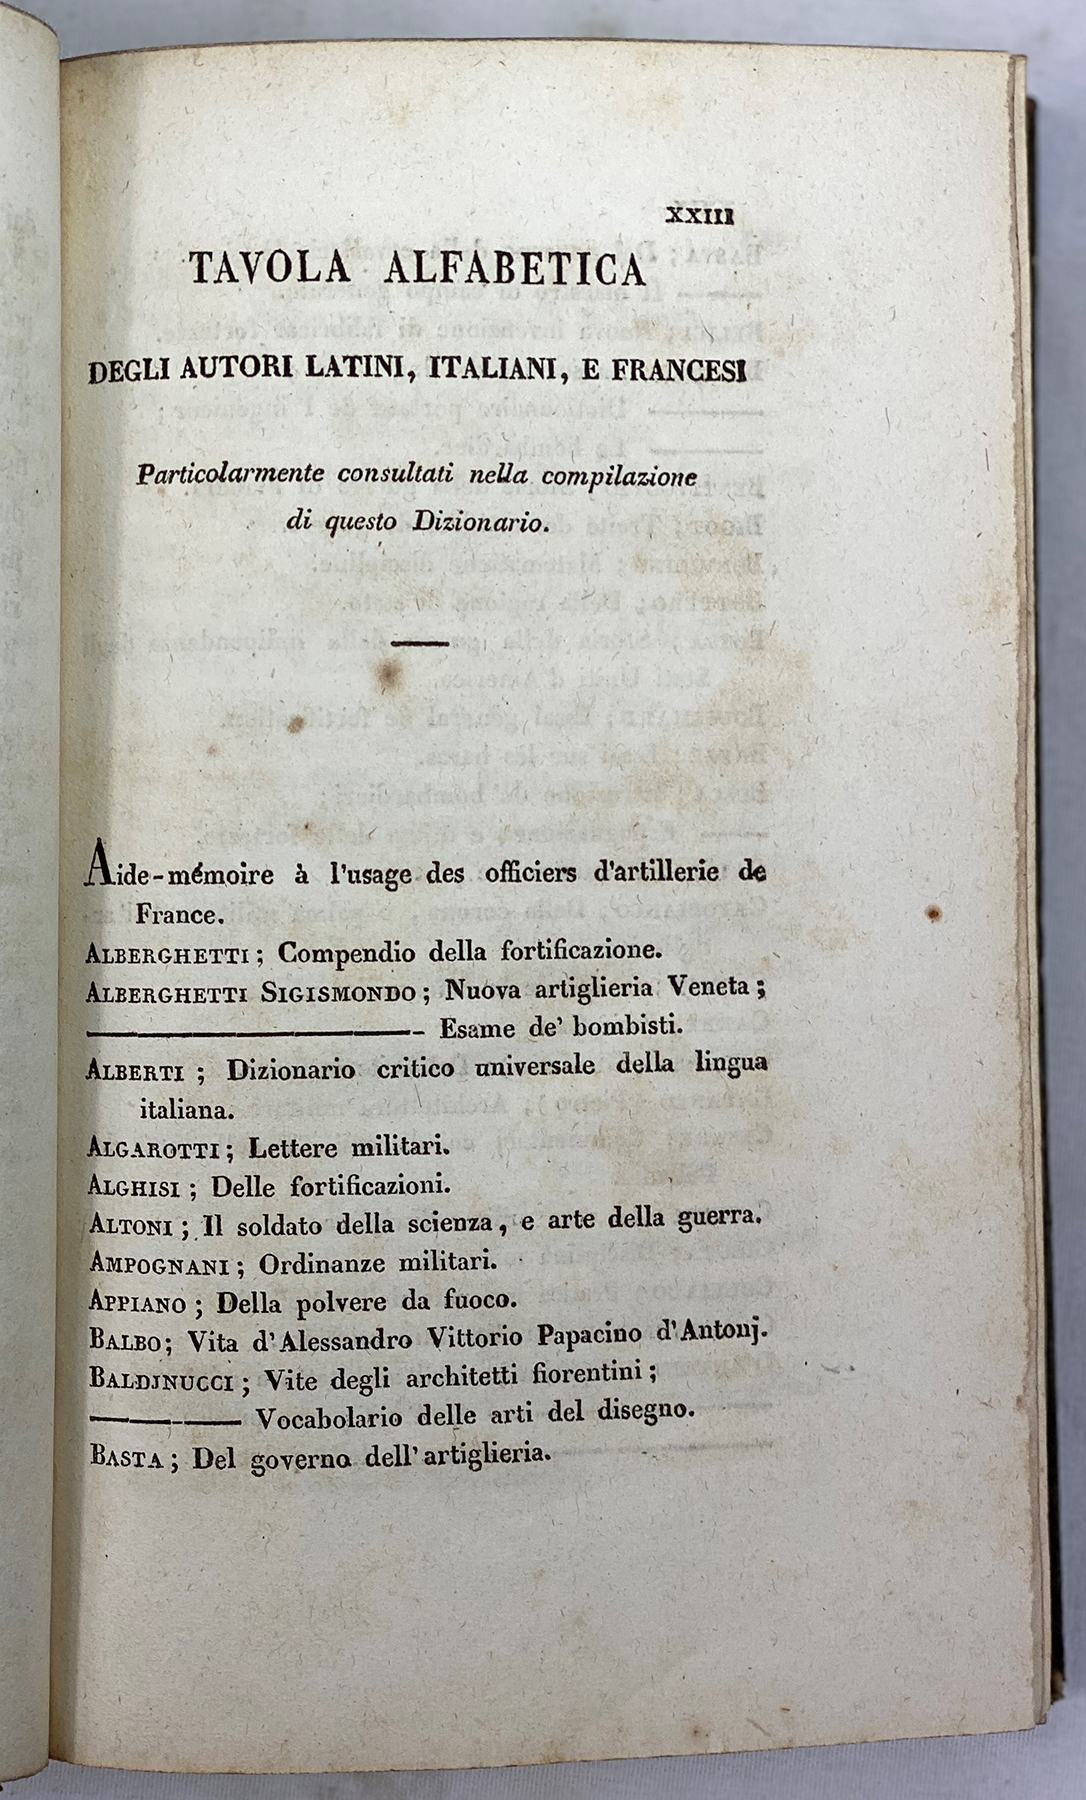 XXIII
TAVOLA ALFABETICA
DEGLI AUTORI LATINI, ITALIANI, E FRANCESI
Particolarmente consultati nella compilazione
di questo Dizionario.
Aide-mémoire à l'usage des officiers d'artillerie de
France.
ALBERGHETTI; Compendio della fortificazione.
ALBERGHETTI SIGISMONDO; Nuova artiglieria Veneta;
———— Esame de' bombisti.
ALBERTI; Dizionario critico universale della lingua
italiana.
ALGAROTTI; Lettere militari.
ALGHISI; Delle fortificazioni.
ALTONI; Il soldato della scienza, e arte della guerra.
AMPOGNANI; Ordinanze militari.
APPIANO; Della polvere da fuoco.
BALBO; Vita d'Alessandro Vittorio Papacino d'Antonj.
BALDJNUCCI; Vite degli architetti fiorentini;
———— Vocabolario delle arti del disegno.
BASTA; Del governo dell'artiglieria.